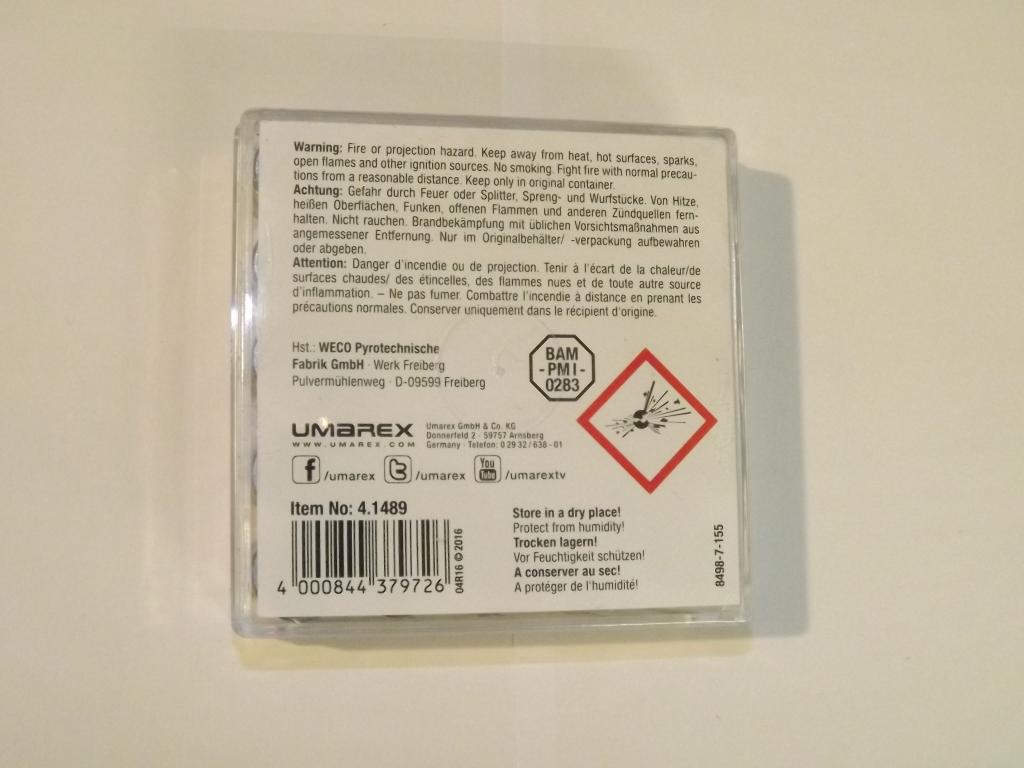 Warning: Fire or projection hazard. Keep away from heat, hot surfaces, sparks,
open flames and other ignition sources. No smoking. Fight fire with normal precau-
tions from a reasonable distance. Keep only in original container.
Achtung: Gefahr durch Feuer oder Splitter, Spreng- und Wurfstücke. Von Hitze,
heißen Oberflächen, Funken, offenen Flammen und anderen Zündquellen fern-
halten. Nicht rauchen. Brandbekämpfung mit üblichen Vorsichtsmaßnahmen aus
angemessener Entfernung. Nur im Originalbehälter/ -verpackung aufbewahren
oder abgeben.
Attention: Danger d'incendie ou de projection. Tenir à l'écart de la chaleur/de
surfaces chaudes/ des étincelles, des flammes nues et de toute autre source
d'inflammation. – Ne pas fumer. Combattre l'incendie à distance en prenant les
précautions normales. Conserver uniquement dans le récipient d'origine.
Hst.: WECO Pyrotechnische
Fabrik GmbH · Werk Freiberg
Pulvermühlenweg · D-09599 Freiberg
BAM
- PM I -
0283
UMAREX
WWW.UMAREX.COM
Umarex GmbH & Co. KG
Donnerfeld 2 · 59757 Arnsberg
Germany · Telefon: 0 29 32 / 638 - 01
f /umarex
t /umarex
You Tube /umarextv
Item No: 4.1489
4 000844 379726
04R16 © 2016
Store in a dry place!
Protect from humidity!
Trocken lagern!
Vor Feuchtigkeit schützen!
A conserver au sec!
A protéger de l'humidité!
8498-7-155